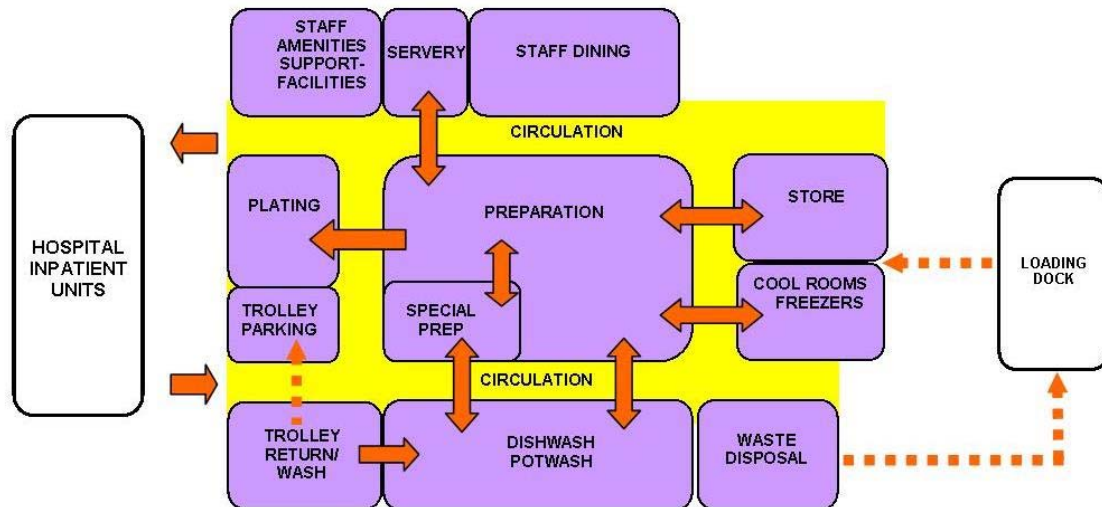 STAFF
AMENITIES
SUPPORT-
FACILITIES
SERVERY
STAFF DINING
CIRCULATION
HOSPITAL
INPATIENT
UNITS
PLATING
PREPARATION
STORE
LOADING
DOCK
COOL ROOMS
FREEZERS
TROLLEY
PARKING
SPECIAL
PREP
CIRCULATION
TROLLEY
RETURN/
WASH
DISHWASH
POTWASH
WASTE
DISPOSAL